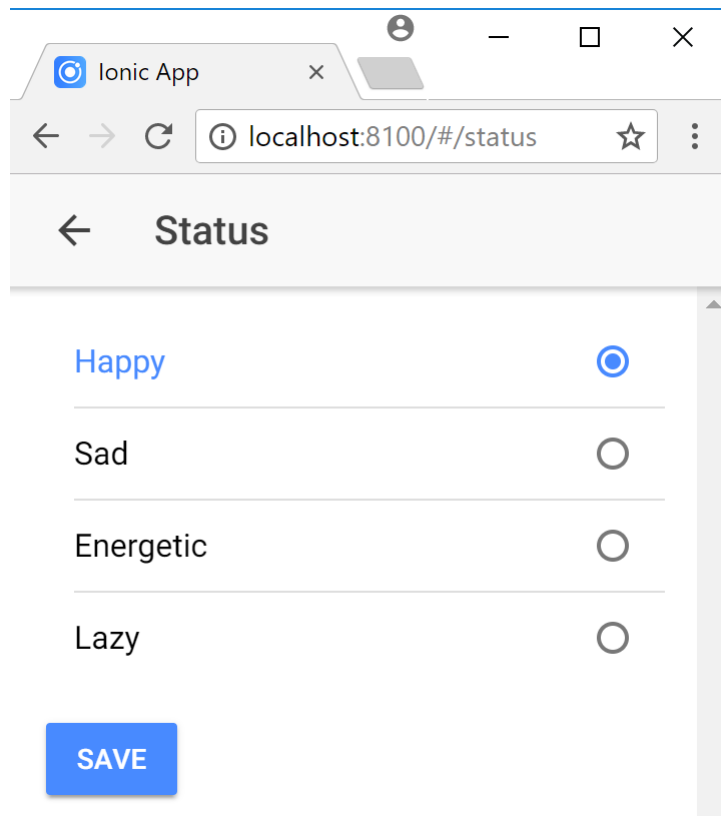 Ionic App
localhost:8100/#/status
Status
Happy
Sad
Energetic
Lazy
SAVE